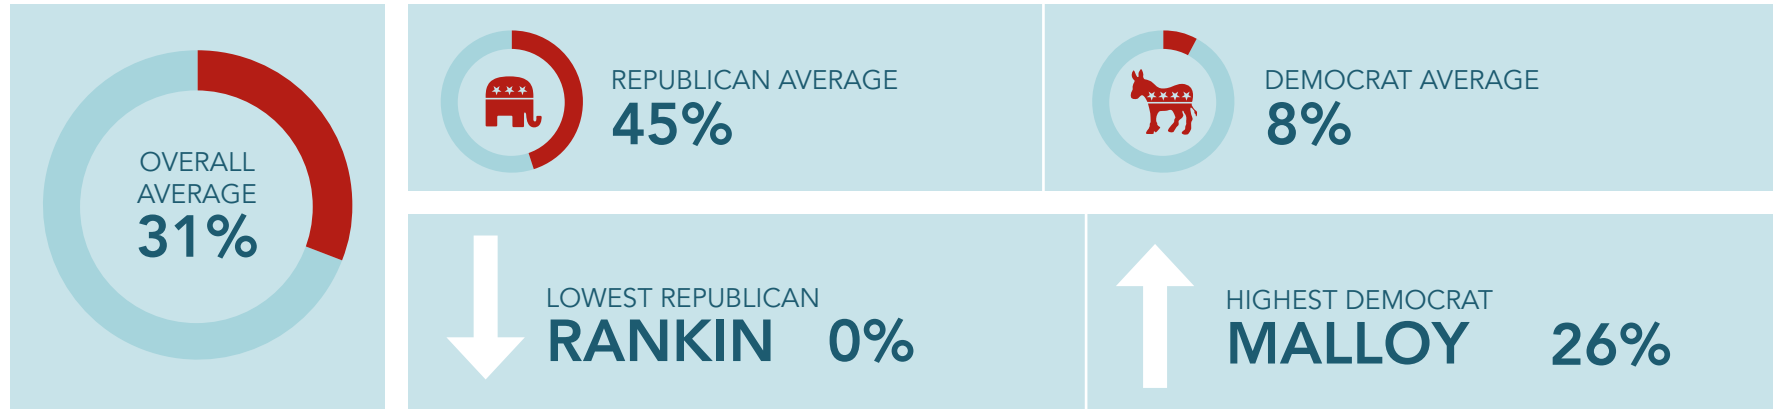 OVERALL
AVERAGE
31%
REPUBLICAN AVERAGE
45%
DEMOCRAT AVERAGE
8%
LOWEST REPUBLICAN
RANKIN 0%
HIGHEST DEMOCRAT
MALLOY 26%